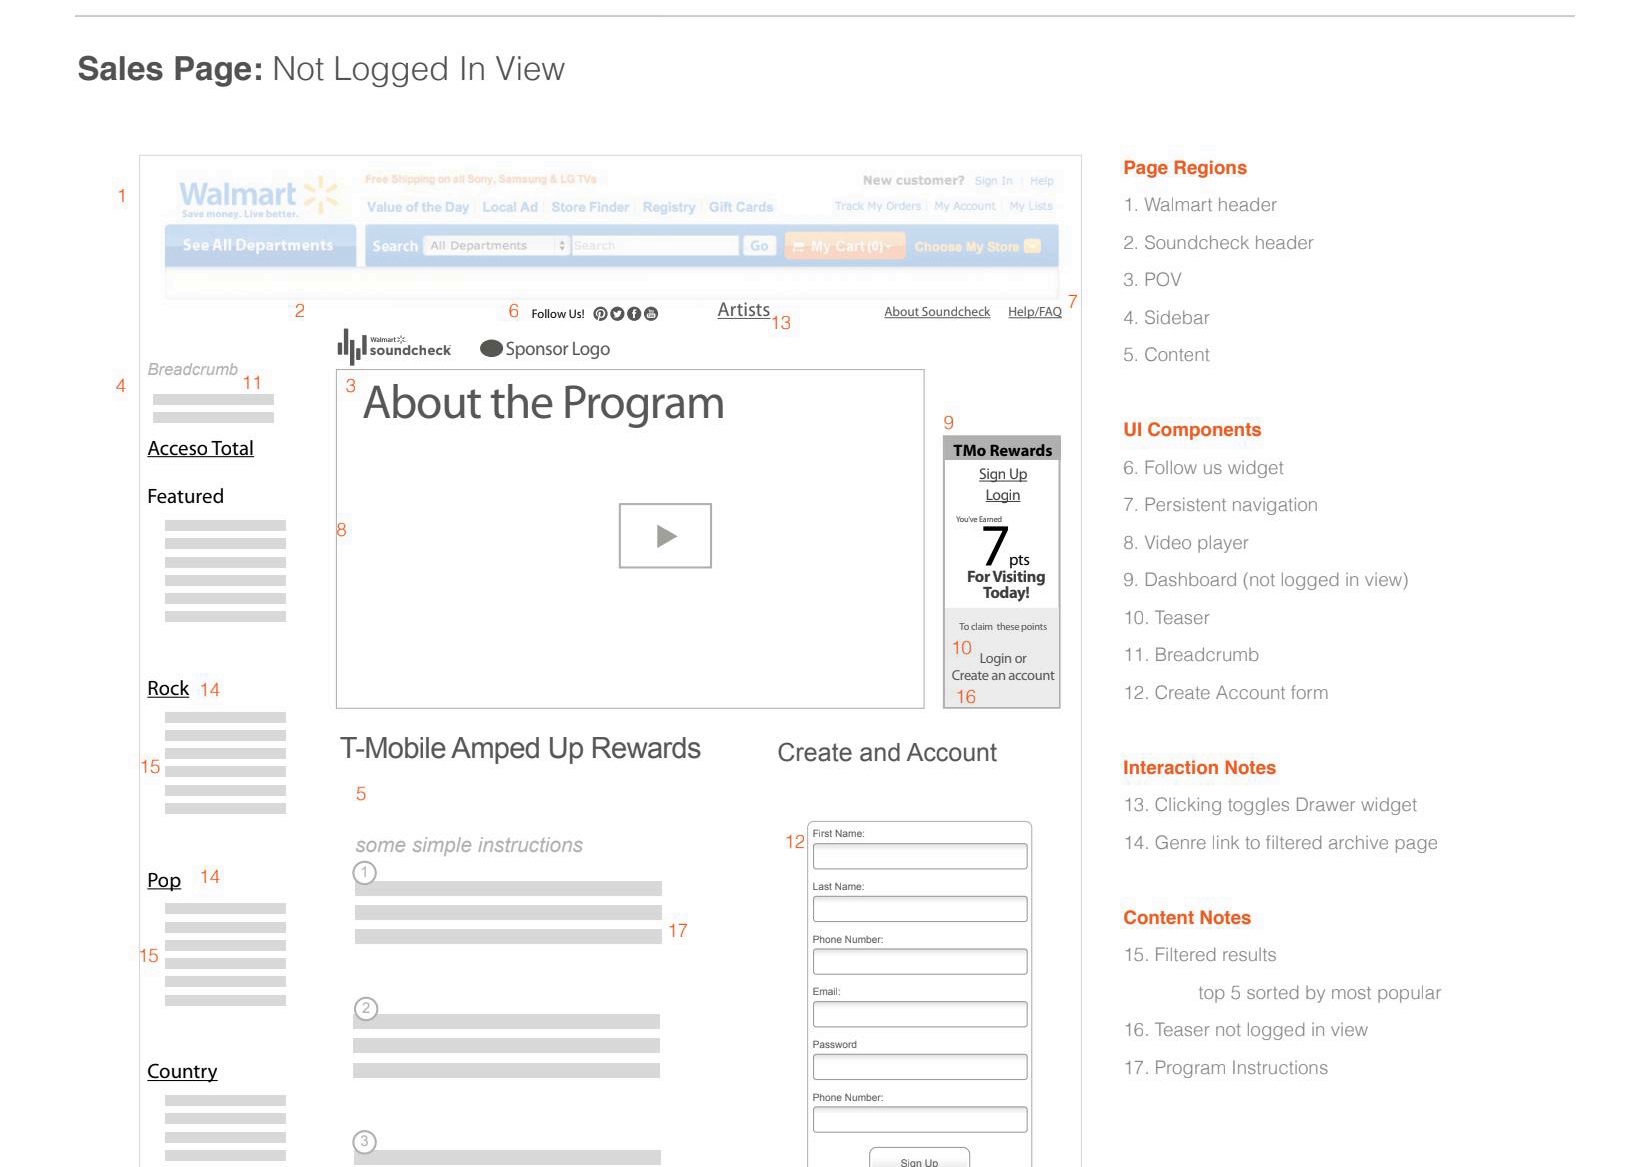 Sales Page: Not Logged In View
1
Walmart
Save money. Live better.
Free Shipping on all Sony, Samsung & LG TVs
New customer? Sign In | Help
Value of the Day | Local Ad | Store Finder | Registry | Gift Cards
Track My Orders | My Account | My Lists
See All Departments
Search All Departments Search Go
My Cart (0)
Choose My Store
2
6 Follow Us!
Artists 13
About Soundcheck Help/FAQ 7
Walmart
soundcheck
Sponsor Logo
4
Breadcrumb
11
Acceso Total
Featured
Rock 14
15
Pop 14
15
Country
3 About the Program
8
9
TMo Rewards
Sign Up
Login
You've Earned
7 pts
For Visiting
Today!
To claim these points
10
Login or
Create an account
16
T-Mobile Amped Up Rewards
5
some simple instructions
1
17
2
3
Create and Account
12
First Name:
Last Name:
Phone Number:
Email:
Password
Phone Number:
Sign Up
Page Regions
1. Walmart header
2. Soundcheck header
3. POV
4. Sidebar
5. Content
UI Components
6. Follow us widget
7. Persistent navigation
8. Video player
9. Dashboard (not logged in view)
10. Teaser
11. Breadcrumb
12. Create Account form
Interaction Notes
13. Clicking toggles Drawer widget
14. Genre link to filtered archive page
Content Notes
15. Filtered results
top 5 sorted by most popular
16. Teaser not logged in view
17. Program Instructions